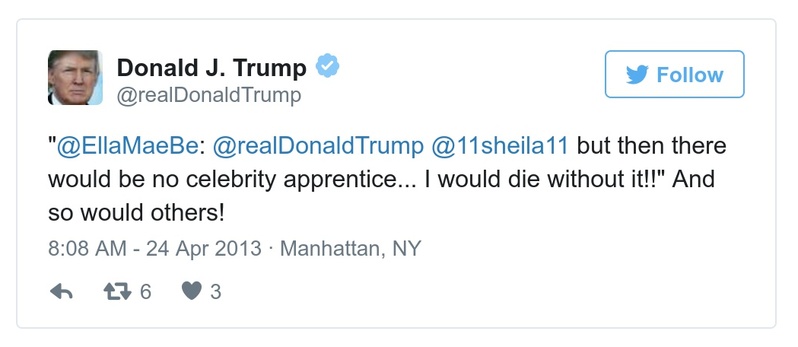 Donald J. Trump
@realDonaldTrump
Follow
"@EllaMaeBe: @realDonaldTrump @11sheila11 but then there
would be no celebrity apprentice... I would die without it!!" And
so would others!
8:08 AM - 24 Apr 2013 · Manhattan, NY
6 3